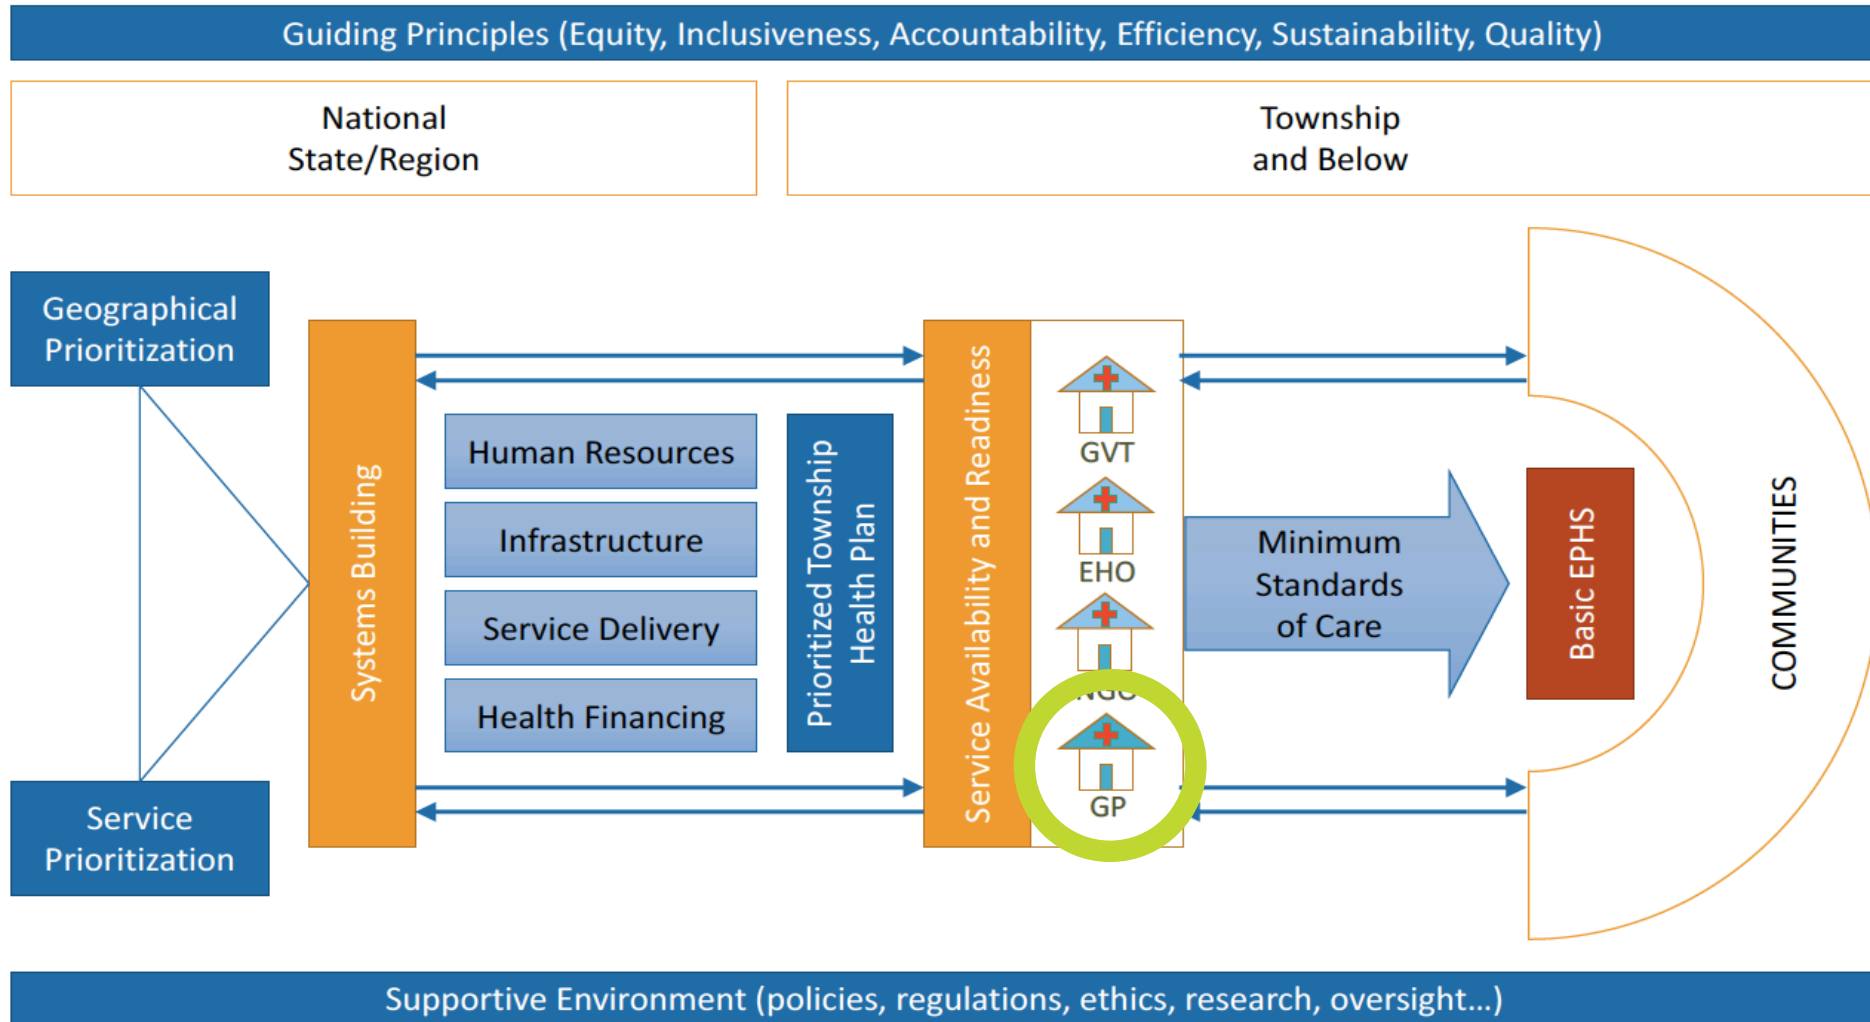 Guiding Principles (Equity, Inclusiveness, Accountability, Efficiency, Sustainability, Quality)
National
State/Region
Township
and Below
Geographical
Prioritization
Service
Prioritization
Systems Building
Human Resources
Infrastructure
Service Delivery
Health Financing
Prioritized Township
Health Plan
Service Availability and Readiness
GVT
EHO
NGO
GP
Minimum
Standards
of Care
Basic EPHS
COMMUNITIES
Supportive Environment (policies, regulations, ethics, research, oversight...)